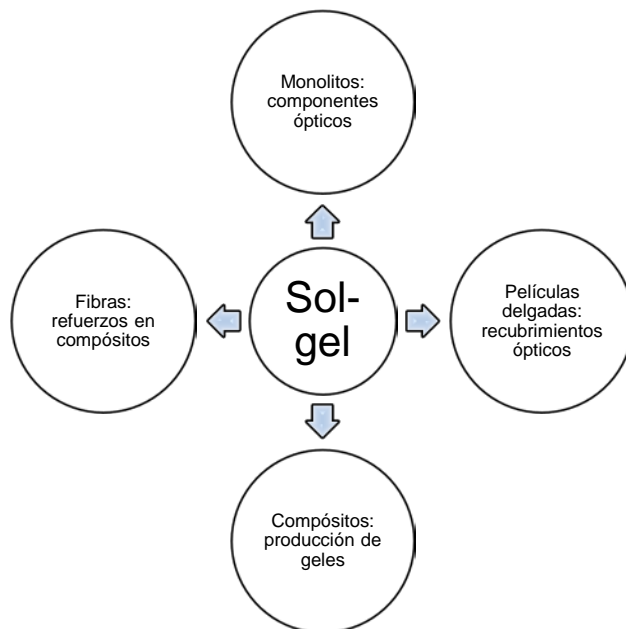 Monolitos:
componentes
ópticos
Fibras:
refuerzos en
compósitos
Sol-
gel
Películas
delgadas:
recubrimientos
ópticos
Compósitos:
producción de
geles